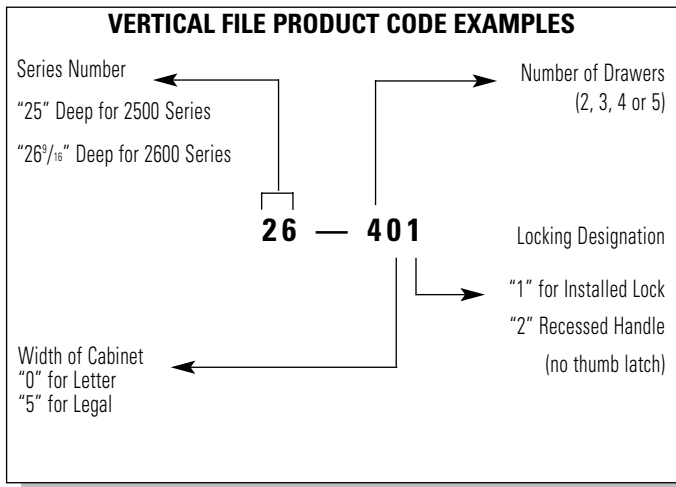 VERTICAL FILE PRODUCT CODE EXAMPLES
Series Number
“25” Deep for 2500 Series
“26 9/16” Deep for 2600 Series
Number of Drawers
(2, 3, 4 or 5)
26 — 401
Locking Designation
“1” for Installed Lock
“2” Recessed Handle
(no thumb latch)
Width of Cabinet
“0” for Letter
“5” for Legal